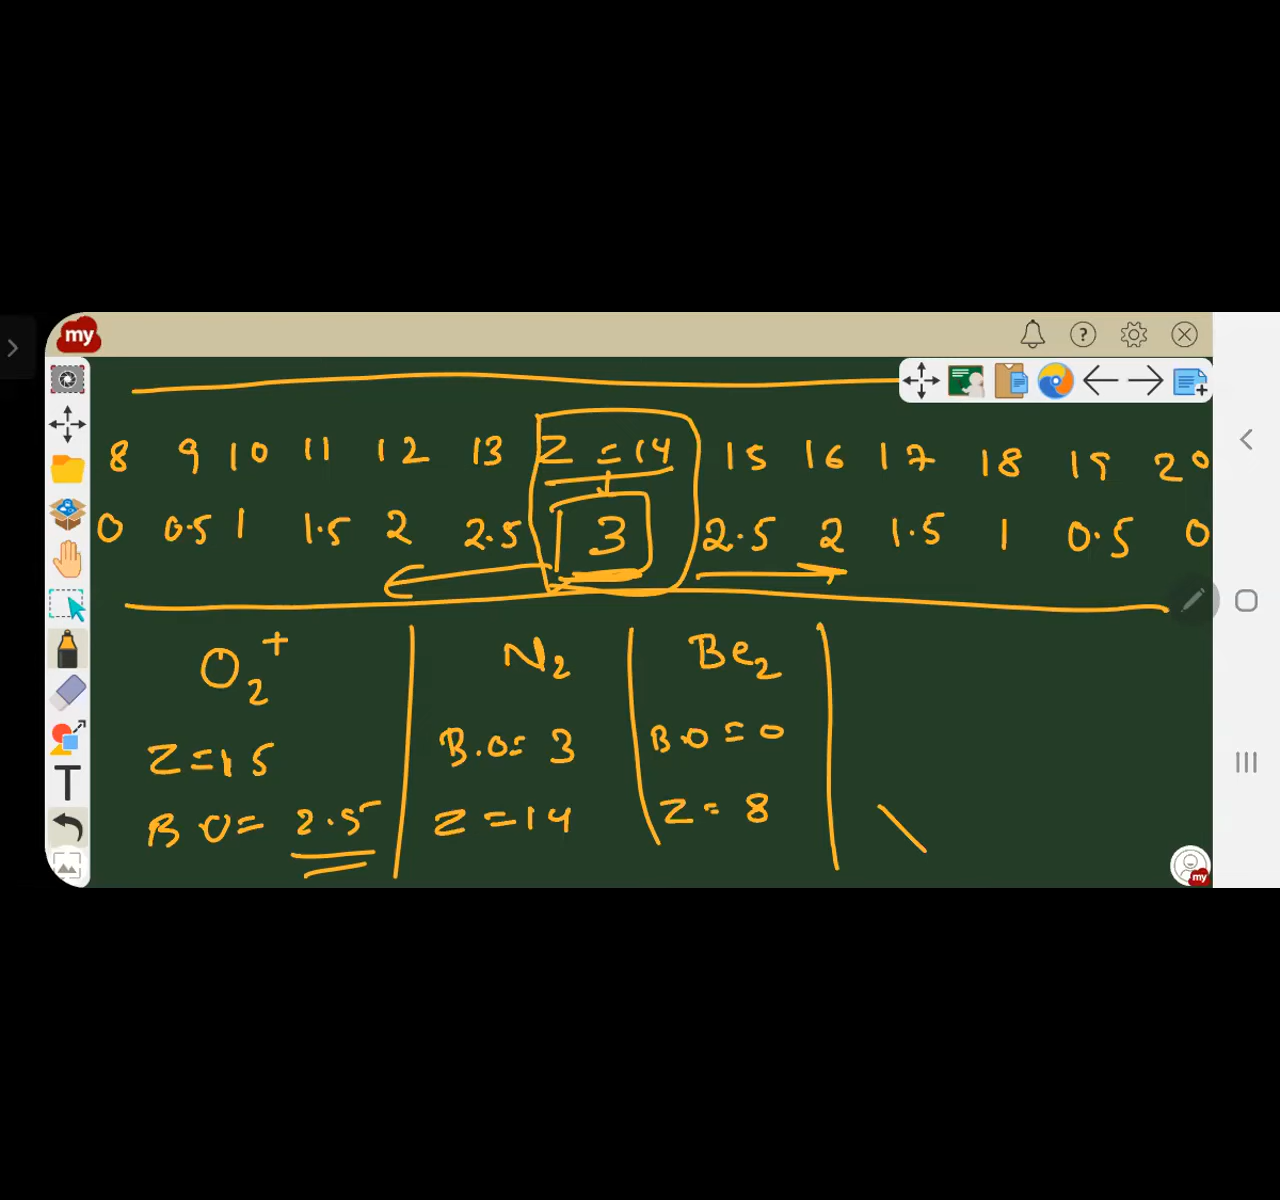 my
8 9 10 11 12 13 Z = 14 15 16 17 18 19 20
0 0.5 1 1.5 2 2.5 3 2.5 2 1.5 1 0.5 0
O2+ N2 Be2
Z = 15 B.O = 3 B.O = 0
B.O = 2.5 Z = 14 Z = 8
T
my